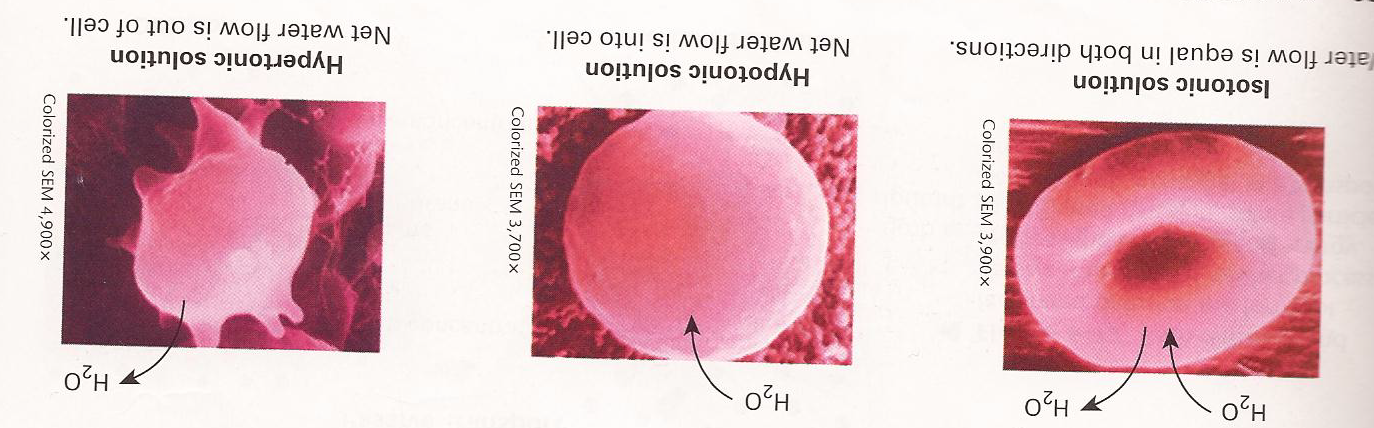 H₂O
H₂O
Colorized SEM 3,900×
Isotonic solution
Water flow is equal in both directions.
H₂O
Colorized SEM 3,700×
Hypotonic solution
Net water flow is into cell.
H₂O
Colorized SEM 4,900×
Hypertonic solution
Net water flow is out of cell.